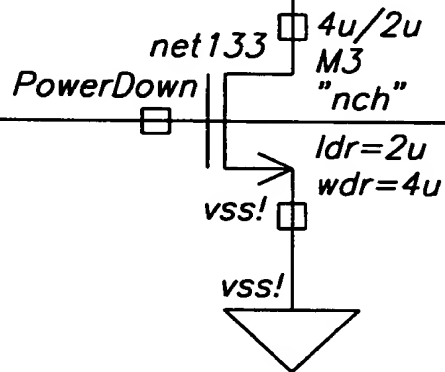 4u/2u
net133
M3
PowerDown
"nch"
ldr=2u
wdr=4u
vss!
vss!